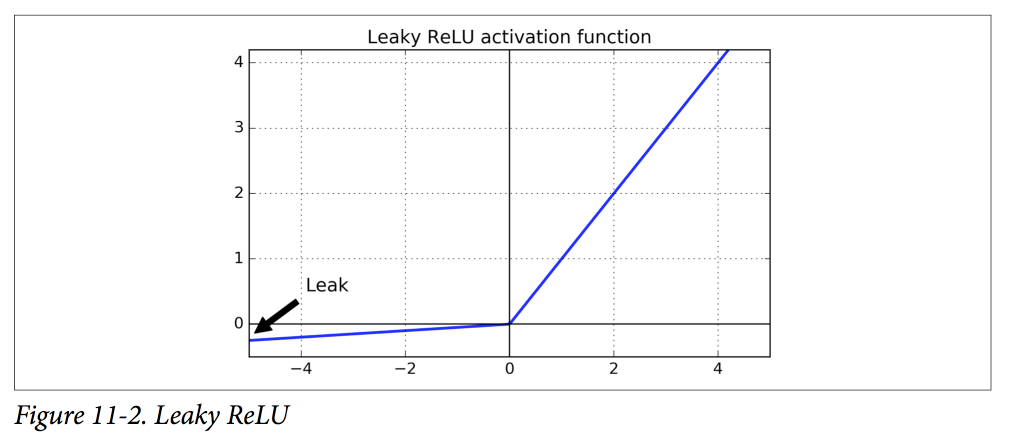 Leaky ReLU activation function
4
3
2
1
Leak
0
−4 −2 0 2 4
Figure 11-2. Leaky ReLU